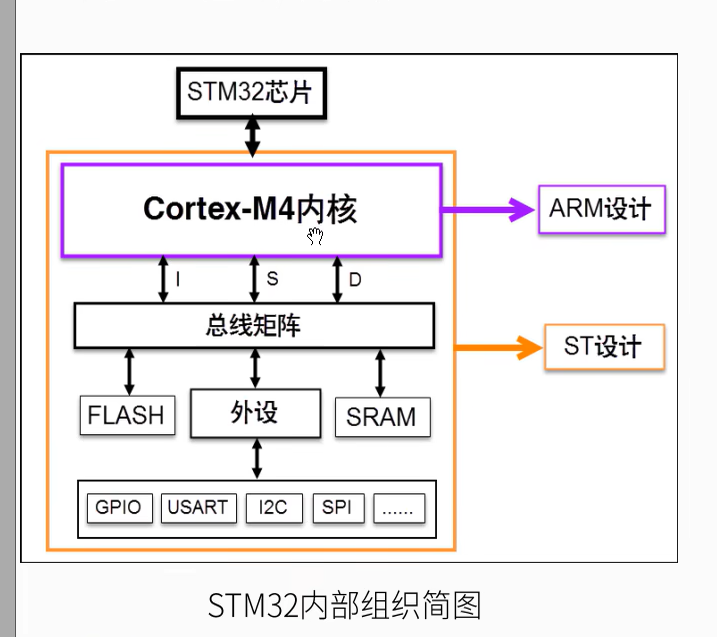 STM32芯片
Cortex-M4内核
ARM设计
I
S
D
总线矩阵
ST设计
FLASH
外设
SRAM
GPIO
USART
I2C
SPI
......
STM32内部组织简图